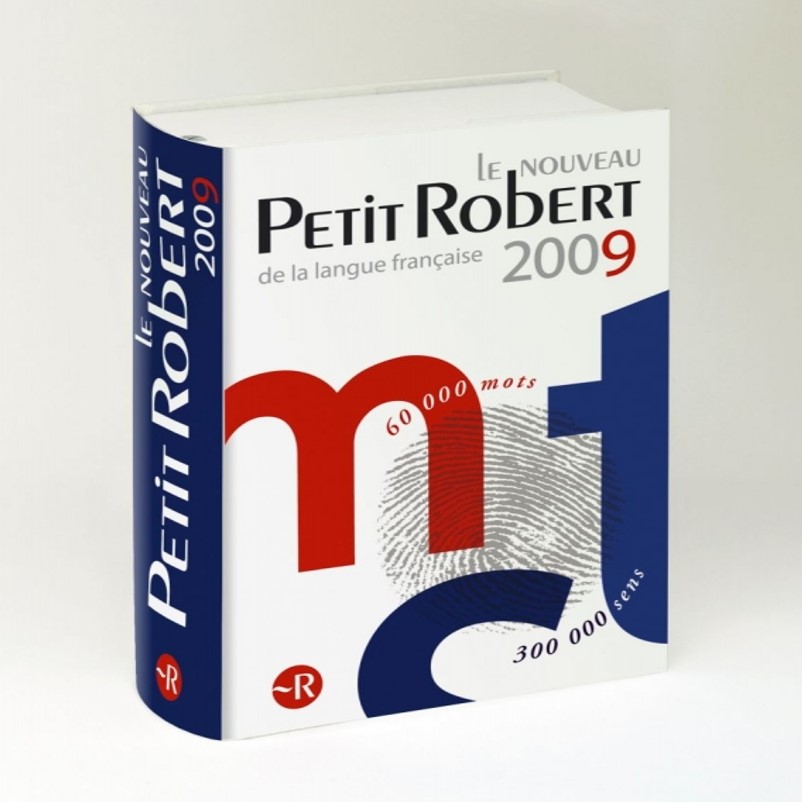 LE NOUVEAU
PETIT ROBERT
2009
~R
LE NOUVEAU
PETIT ROBERT
de la langue française
2009
m
t
60 000 mots
300 000 sens
~R